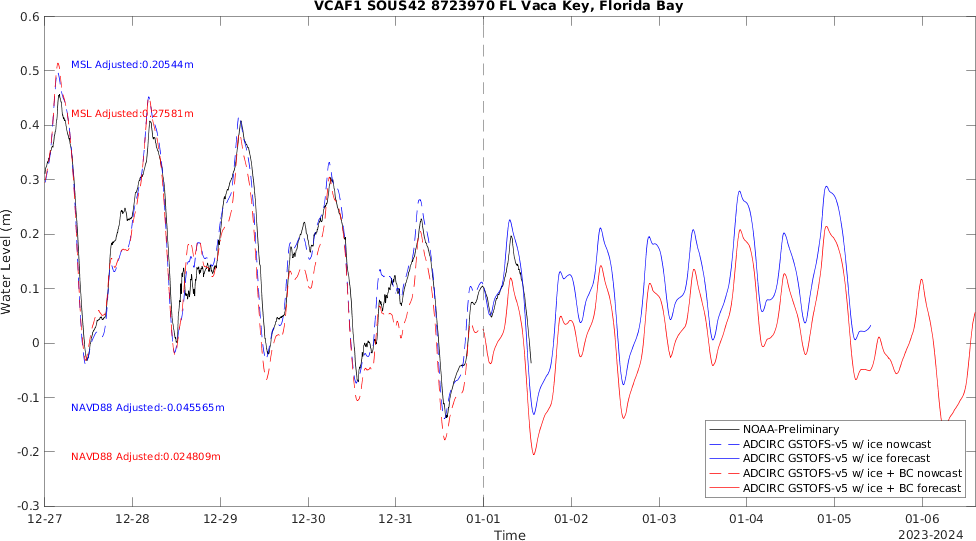 VCAF1 SOUS42 8723970 FL Vaca Key, Florida Bay
0.6
0.5
0.4
0.3
0.2
0.1
0
-0.1
-0.2
-0.3
Water Level (m)
MSL Adjusted:0.20544m
MSL Adjusted:0.27581m
NAVD88 Adjusted:-0.045565m
NAVD88 Adjusted:0.024809m
NOAA-Preliminary
ADCIRC GSTOFS-v5 w/ ice nowcast
ADCIRC GSTOFS-v5 w/ ice forecast
ADCIRC GSTOFS-v5 w/ ice + BC nowcast
ADCIRC GSTOFS-v5 w/ ice + BC forecast
12-27 12-28 12-29 12-30 12-31 01-01 01-02 01-03 01-04 01-05 01-06
Time
2023-2024